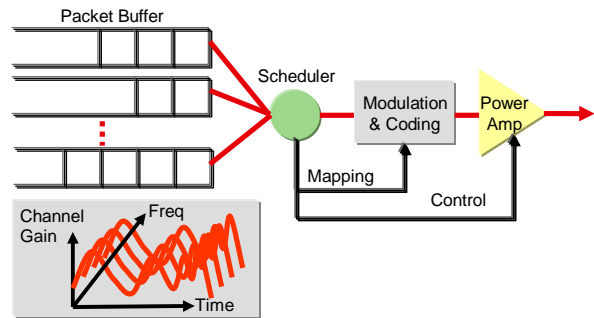 Packet Buffer
Scheduler
Modulation
& Coding
Power
Amp
Mapping
Control
Channel
Gain
Freq
Time